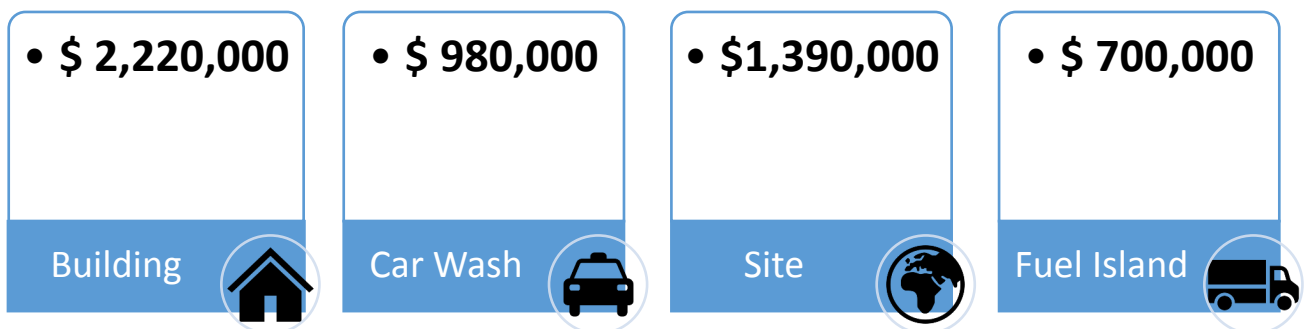 • $ 2,220,000
• $ 980,000
• $1,390,000
• $ 700,000
Building
Car Wash
Site
Fuel Island